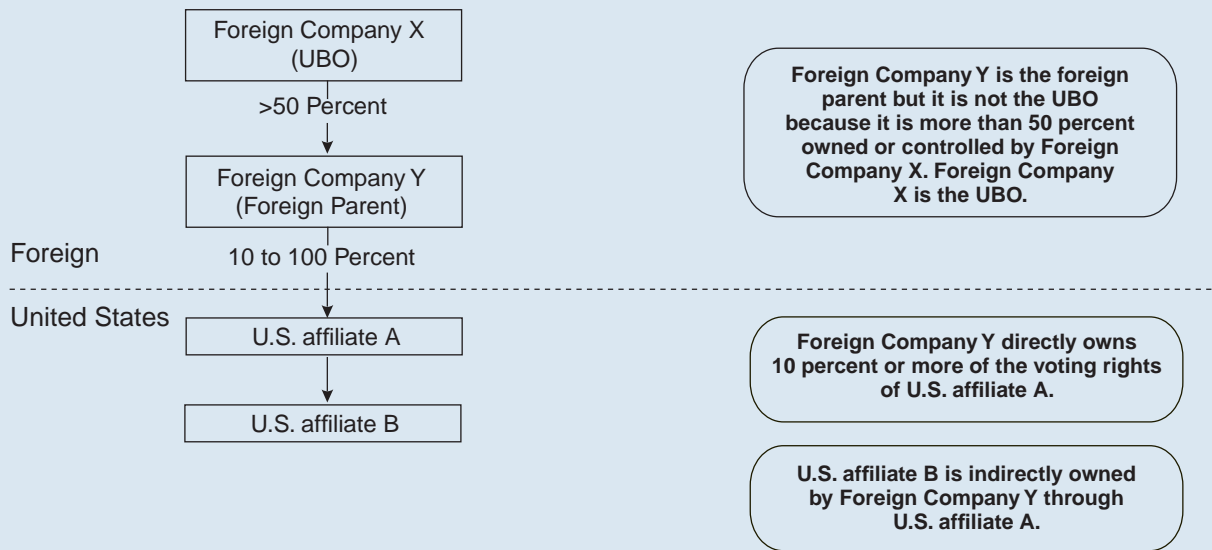 Foreign Company X
(UBO)
>50 Percent
Foreign Company Y
(Foreign Parent)
Foreign
10 to 100 Percent
United States
U.S. affiliate A
U.S. affiliate B
Foreign Company Y is the foreign
parent but it is not the UBO
because it is more than 50 percent
owned or controlled by Foreign
Company X. Foreign Company
X is the UBO.
Foreign Company Y directly owns
10 percent or more of the voting rights
of U.S. affiliate A.
U.S. affiliate B is indirectly owned
by Foreign Company Y through
U.S. affiliate A.